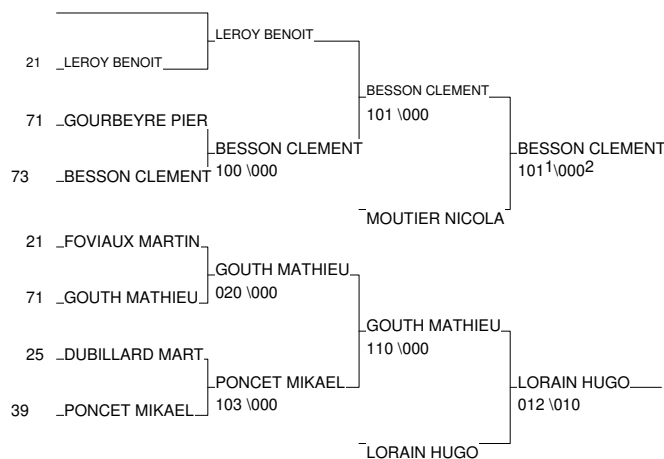 LEROY BENOIT
21 LEROY BENOIT
BESSON CLEMENT
101 \000
71 GOURBEYRE PIER
BESSON CLEMENT
100 \000
BESSON CLEMENT
101¹\000²
73 BESSON CLEMENT
MOUTIER NICOLA
21 FOVIAUX MARTIN
GOUTH MATHIEU
020 \000
71 GOUTH MATHIEU
GOUTH MATHIEU
110 \000
25 DUBILLARD MART
PONCET MIKAEL
103 \000
LORAIN HUGO
012 \010
39 PONCET MIKAEL
LORAIN HUGO